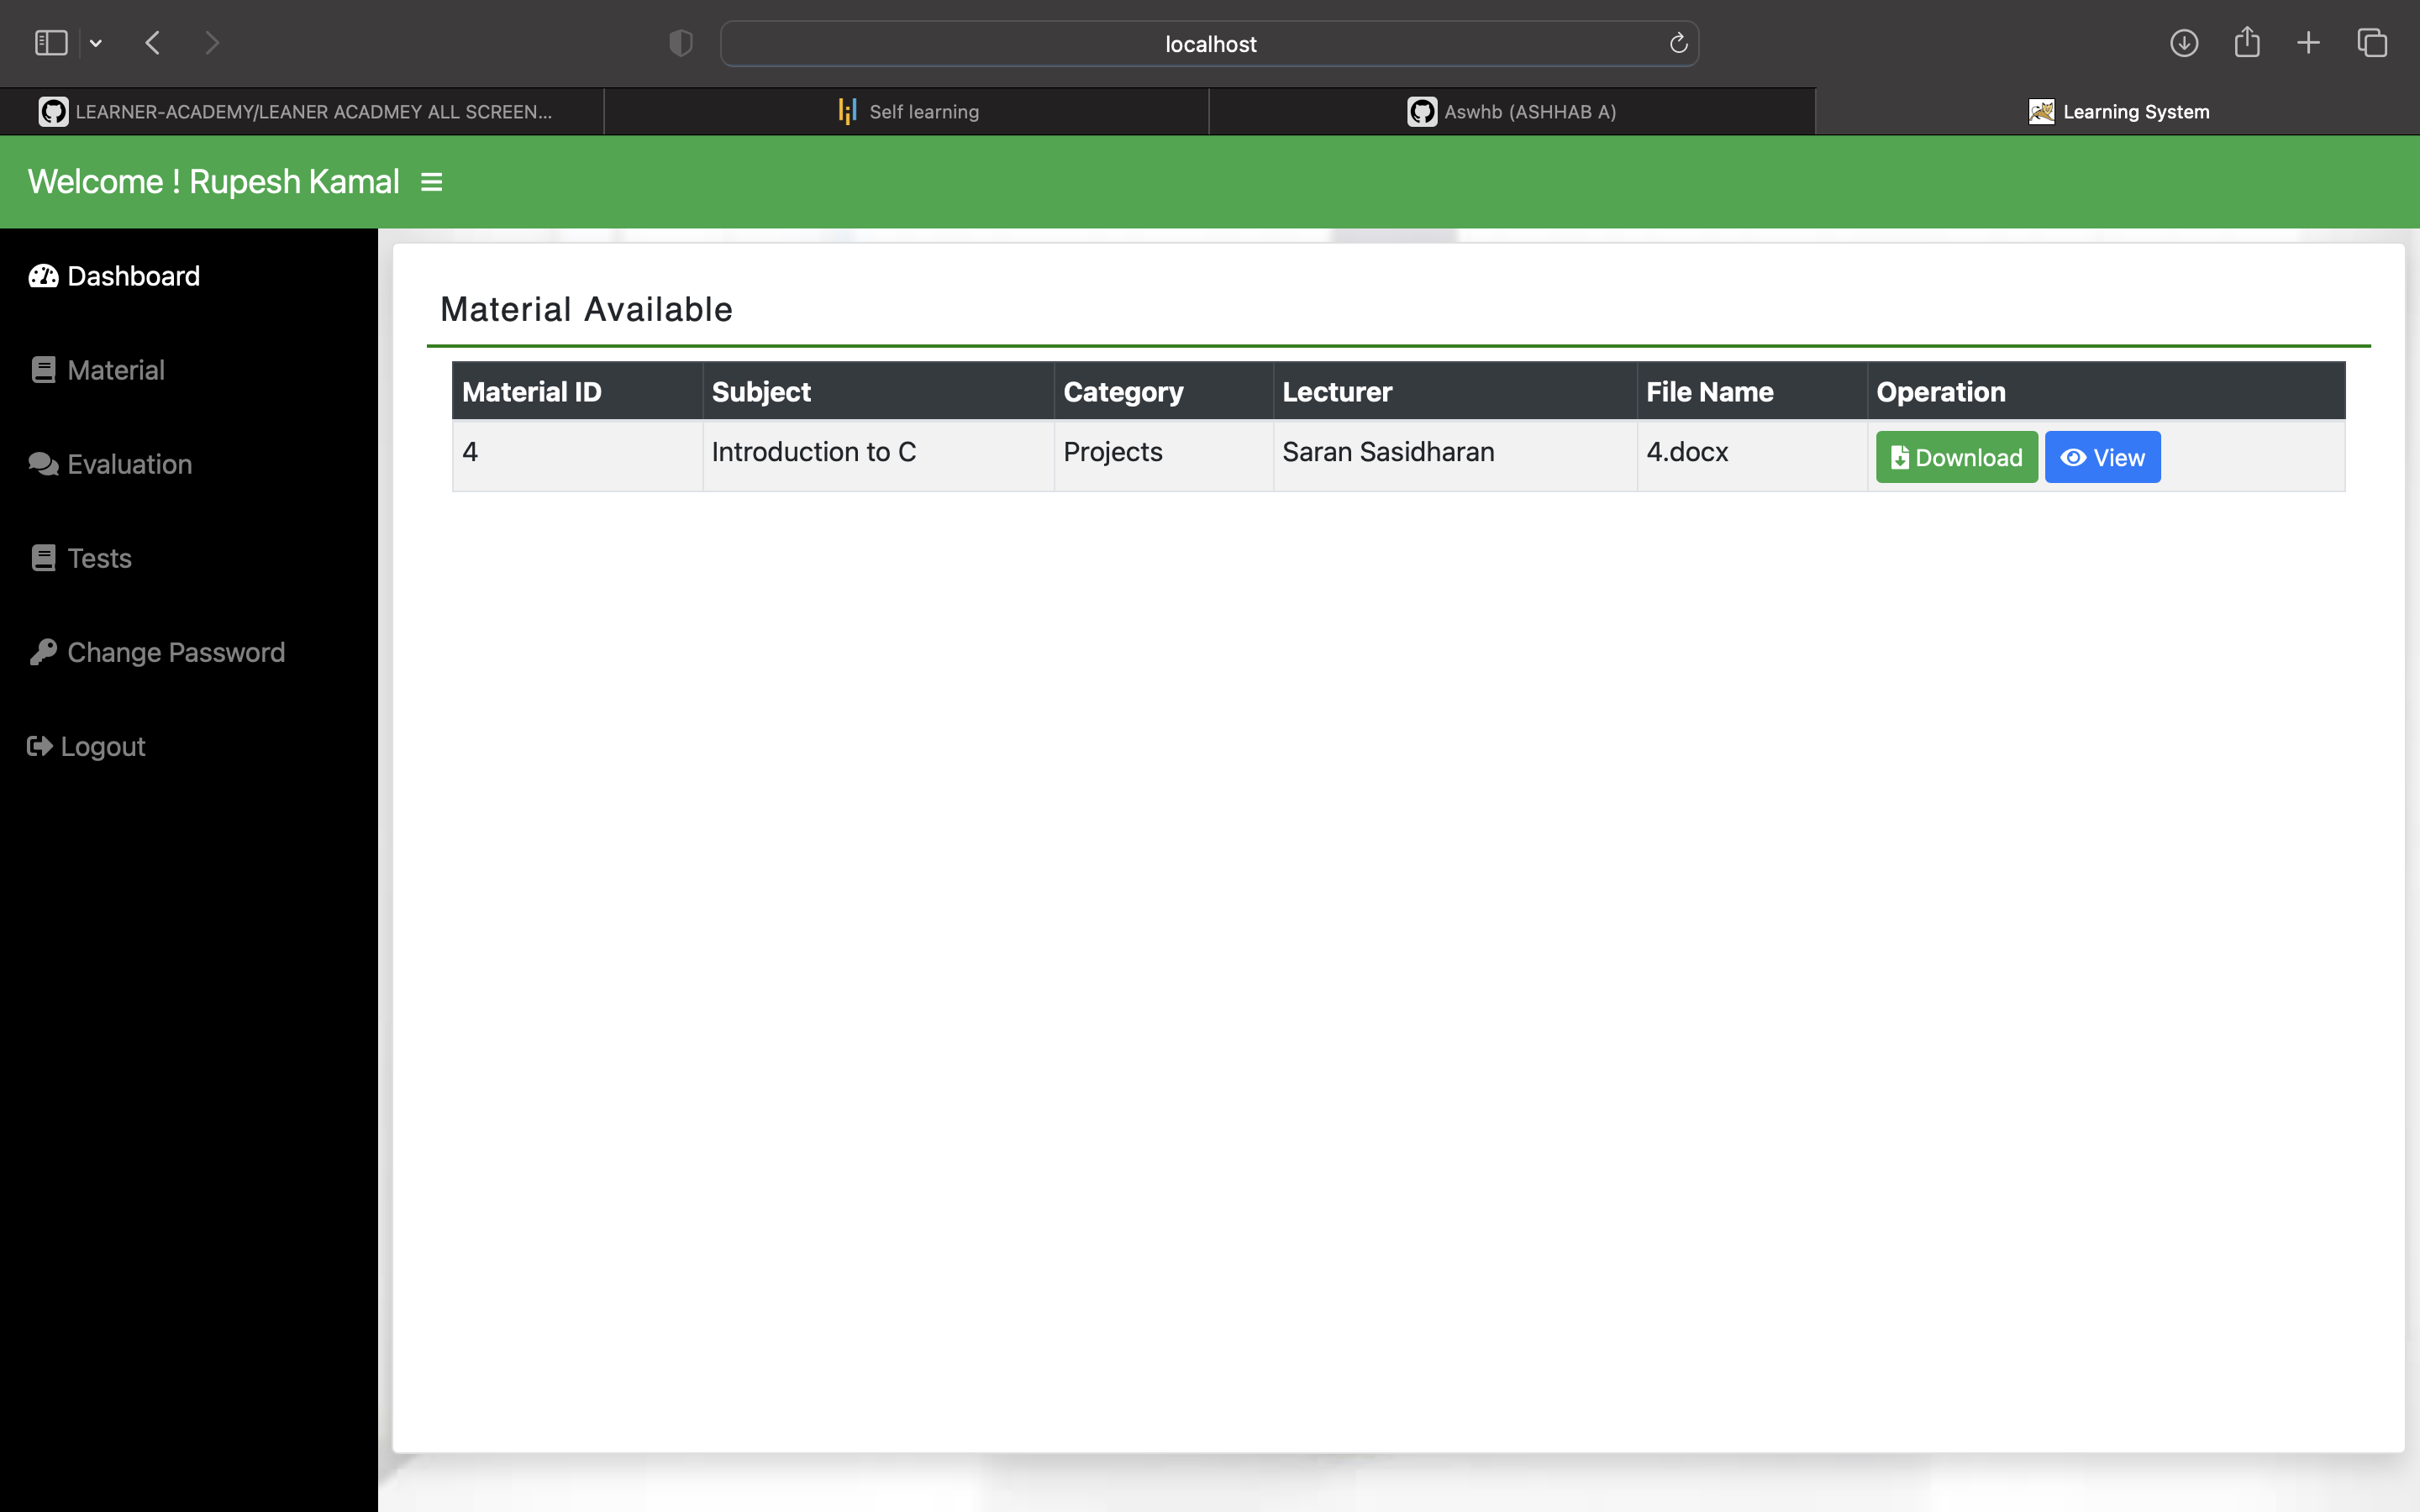 localhost
LEARNER-ACADEMY/LEANER ACADMEY ALL SCREEN... Self learning Aswhb (ASHHAB A) Learning System
Welcome ! Rupesh Kamal
Dashboard
Material
Evaluation
Tests
Change Password
Logout
Material Available
Material ID Subject Category Lecturer File Name Operation
4 Introduction to C Projects Saran Sasidharan 4.docx Download View